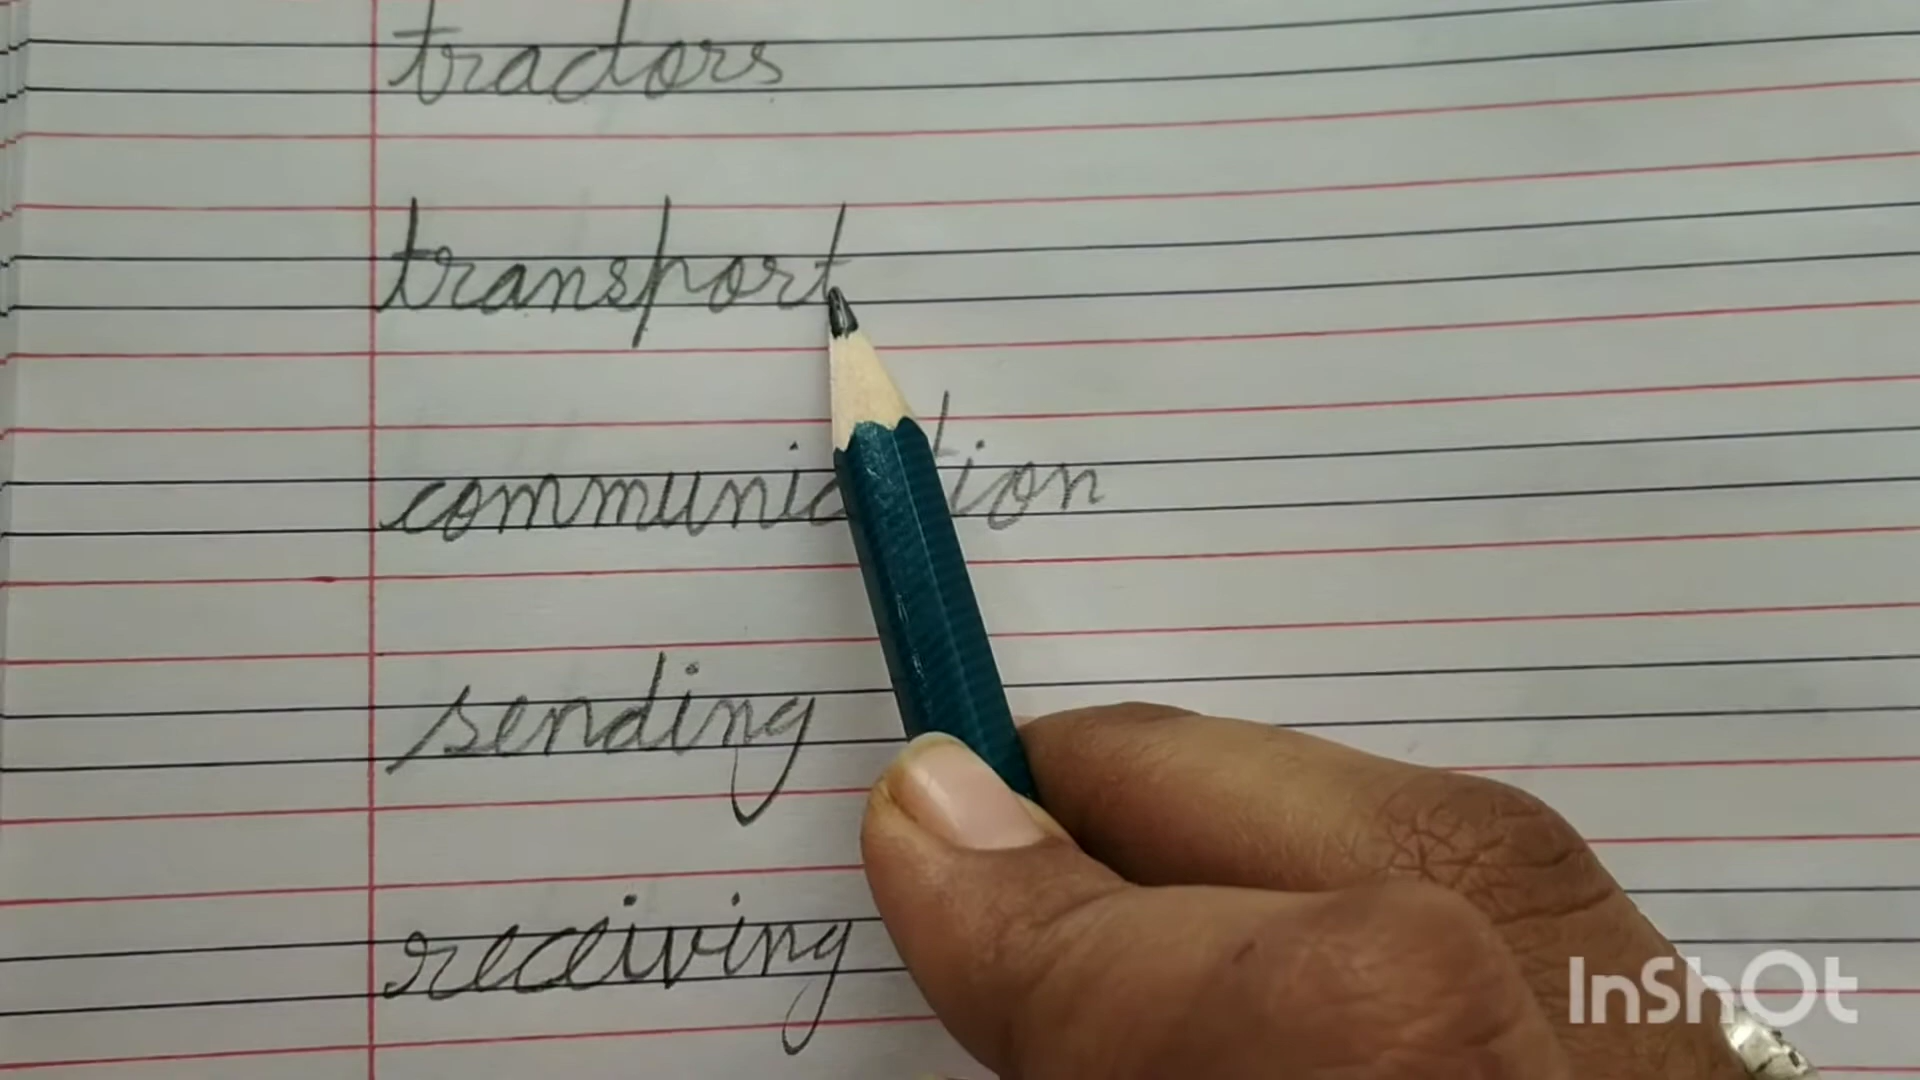 tractors
transport
communication
sending
receiving
InShOt